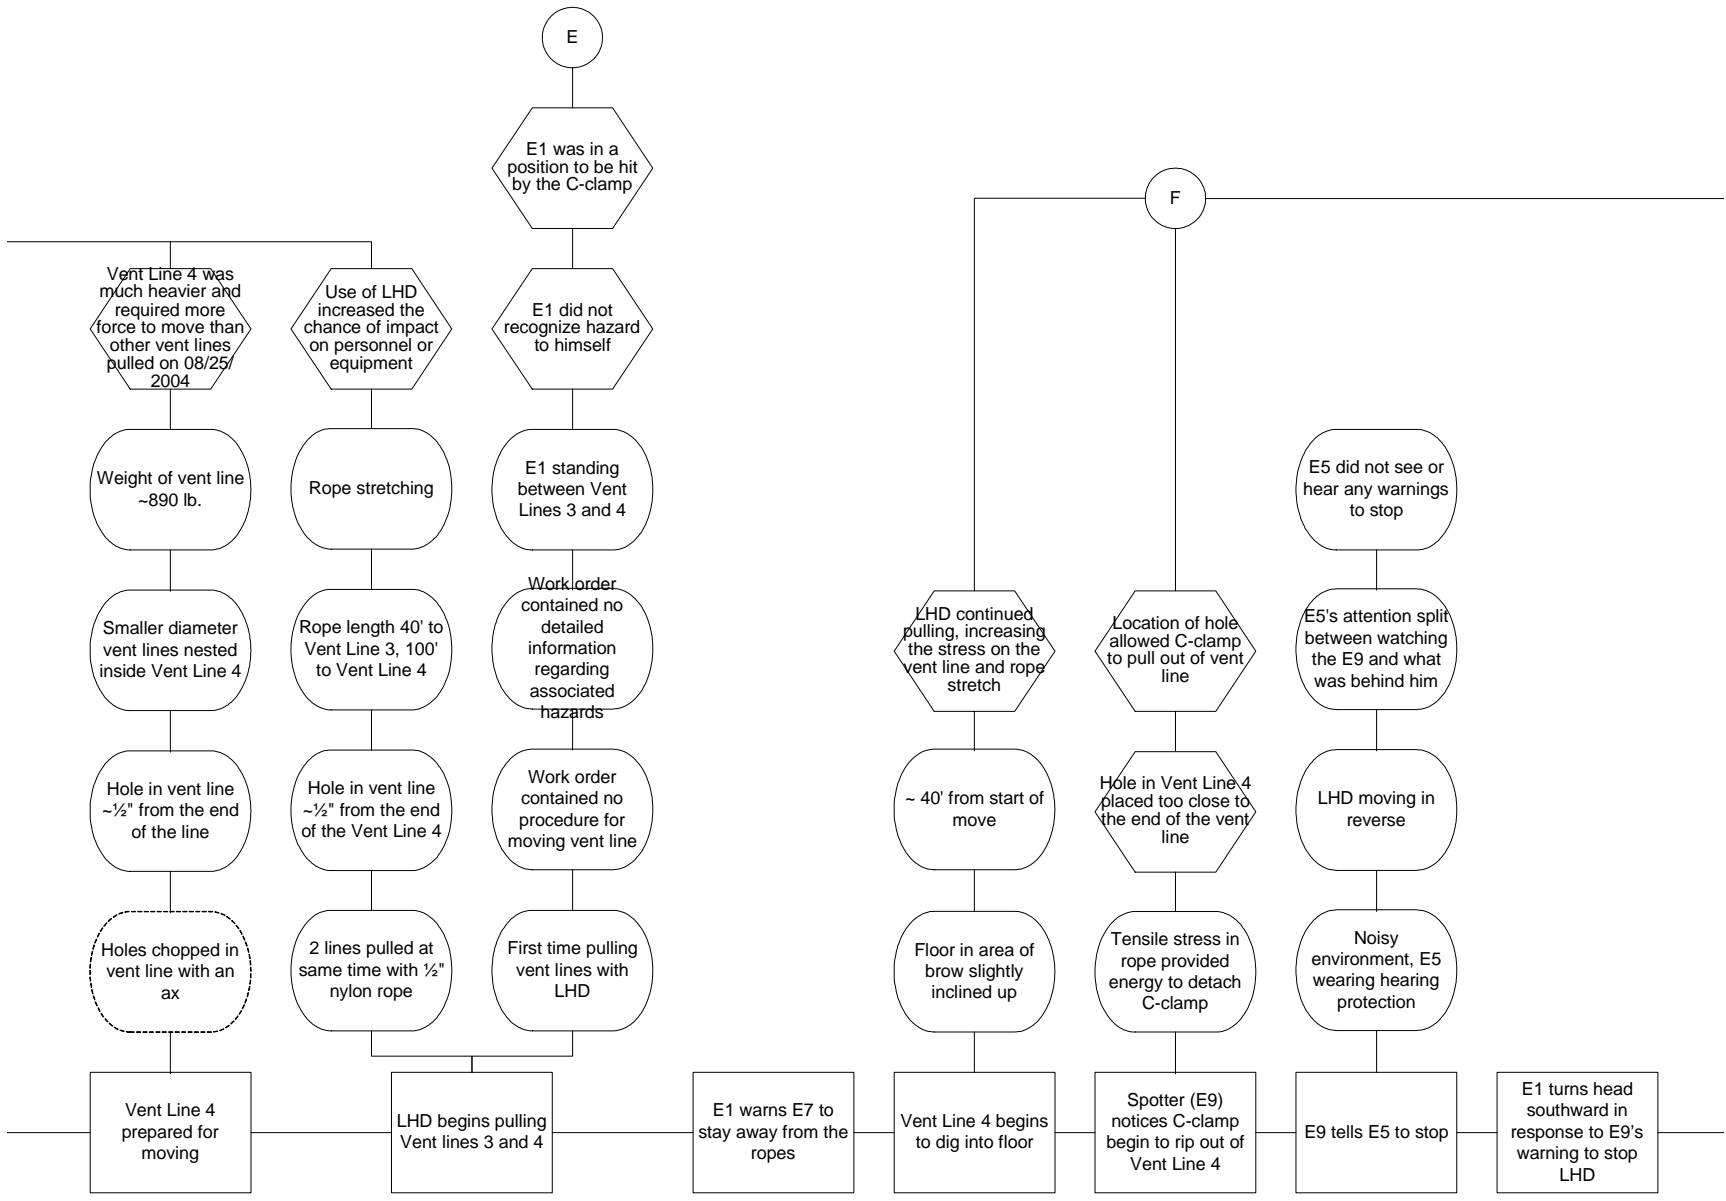 E
E1 was in a
position to be hit
by the C-clamp
F
Vent Line 4 was
much heavier and
required more
force to move than
other vent lines
pulled on 08/25/
2004
Use of LHD
increased the
chance of impact
on personnel or
equipment
E1 did not
recognize hazard
to himself
Weight of vent line
~890 lb.
Rope stretching
E1 standing
between Vent
Lines 3 and 4
E5 did not see or
hear any warnings
to stop
Smaller diameter
vent lines nested
inside Vent Line 4
Rope length 40' to
Vent Line 3, 100'
to Vent Line 4
Work order
contained no
detailed
information
regarding
associated
hazards
LHD continued
pulling, increasing
the stress on the
vent line and rope
stretch
Location of hole
allowed C-clamp
to pull out of vent
line
E5's attention split
between watching
the E9 and what
was behind him
Hole in vent line
~½" from the end
of the line
Hole in vent line
~½" from the end
of the Vent Line 4
Work order
contained no
procedure for
moving vent line
~ 40' from start of
move
Hole in Vent Line 4
placed too close to
the end of the vent
line
LHD moving in
reverse
Holes chopped in
vent line with an
ax
2 lines pulled at
same time with ½"
nylon rope
First time pulling
vent lines with
LHD
Floor in area of
brow slightly
inclined up
Tensile stress in
rope provided
energy to detach
C-clamp
Noisy
environment, E5
wearing hearing
protection
Vent Line 4
prepared for
moving
LHD begins pulling
Vent lines 3 and 4
E1 warns E7 to
stay away from the
ropes
Vent Line 4 begins
to dig into floor
Spotter (E9)
notices C-clamp
begin to rip out of
Vent Line 4
E9 tells E5 to stop
E1 turns head
southward in
response to E9's
warning to stop
LHD